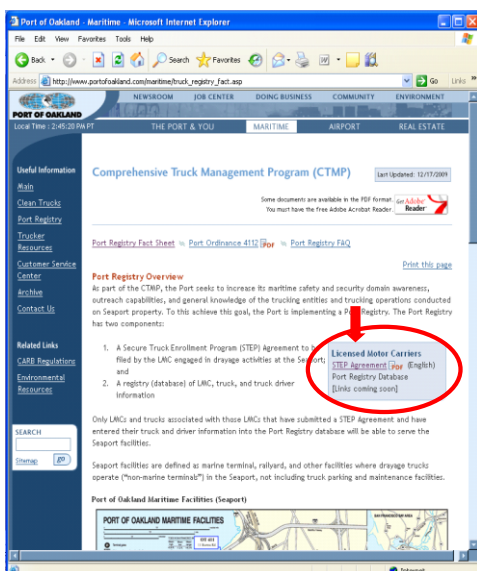 Port of Oakland - Maritime - Microsoft Internet Explorer
File Edit View Favorites Tools Help
Back Search Favorites
Address http://www.portofoakland.com/maritime/truck_registry_fact.asp Go Links »
NEWSROOM JOB CENTER DOING BUSINESS COMMUNITY ENVIRONMENT
PORT OF OAKLAND
Local Time : 2:45:20 PM PT THE PORT & YOU MARITIME AIRPORT REAL ESTATE
Useful Information
Main
Clean Trucks
Port Registry
Trucker
Resources
Customer Service
Center
Archive
Contact Us
Related Links
CARB Regulations
Environmental
Resources
SEARCH
Sitemap go
Comprehensive Truck Management Program (CTMP)
Last Updated: 12/17/2009
Some documents are available in the PDF format.
You must have the free Adobe Acrobat Reader.
Get Adobe Reader
Port Registry Fact Sheet Port Ordinance 4112 PDF Port Registry FAQ
Print this page
Port Registry Overview
As part of the CTMP, the Port seeks to increase its maritime safety and security domain awareness,
outreach capabilities, and general knowledge of the trucking entities and trucking operations conducted
on Seaport property. To this achieve this goal, the Port is implementing a Port Registry. The Port Registry
has two components:
1. A Secure Truck Enrollment Program (STEP) Agreement to be
filed by the LMC engaged in drayage activities at the Seaport;
and
2. A registry (database) of LMC, truck, and truck driver
information
Licensed Motor Carriers
STEP Agreement PDF (English)
Port Registry Database
[Links coming soon]
Only LMCs and trucks associated with those LMCs that have submitted a STEP Agreement and have
entered their truck and driver information into the Port Registry database will be able to serve the
Seaport facilities.
Seaport facilities are defined as marine terminal, railyard, and other facilities where drayage trucks
operate ("non-marine terminals") in the Seaport, not including truck parking and maintenance facilities.
Port of Oakland Maritime Facilities (Seaport)
PORT OF OAKLAND MARITIME FACILITIES
Internet